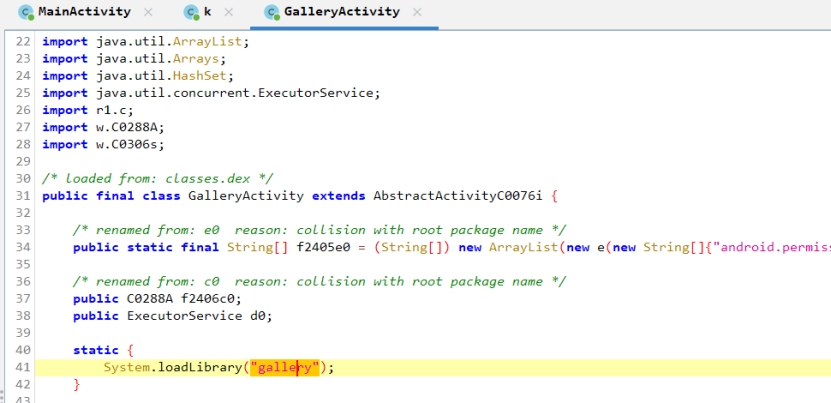 MainActivity × k × GalleryActivity ×
22 import java.util.ArrayList;
23 import java.util.Arrays;
24 import java.util.HashSet;
25 import java.util.concurrent.ExecutorService;
26 import r1.c;
27 import w.C0288A;
28 import w.C0306s;
29
30 /* loaded from: classes.dex */
31 public final class GalleryActivity extends AbstractActivityC0076i {
32
33 /* renamed from: e0 reason: collision with root package name */
34 public static final String[] f2405e0 = (String[]) new ArrayList(new e(new String[]{"android.permiss
35
36 /* renamed from: c0 reason: collision with root package name */
37 public C0288A f2406c0;
38 public ExecutorService d0;
39
40 static {
41 System.loadLibrary("gallery");
42 }
43